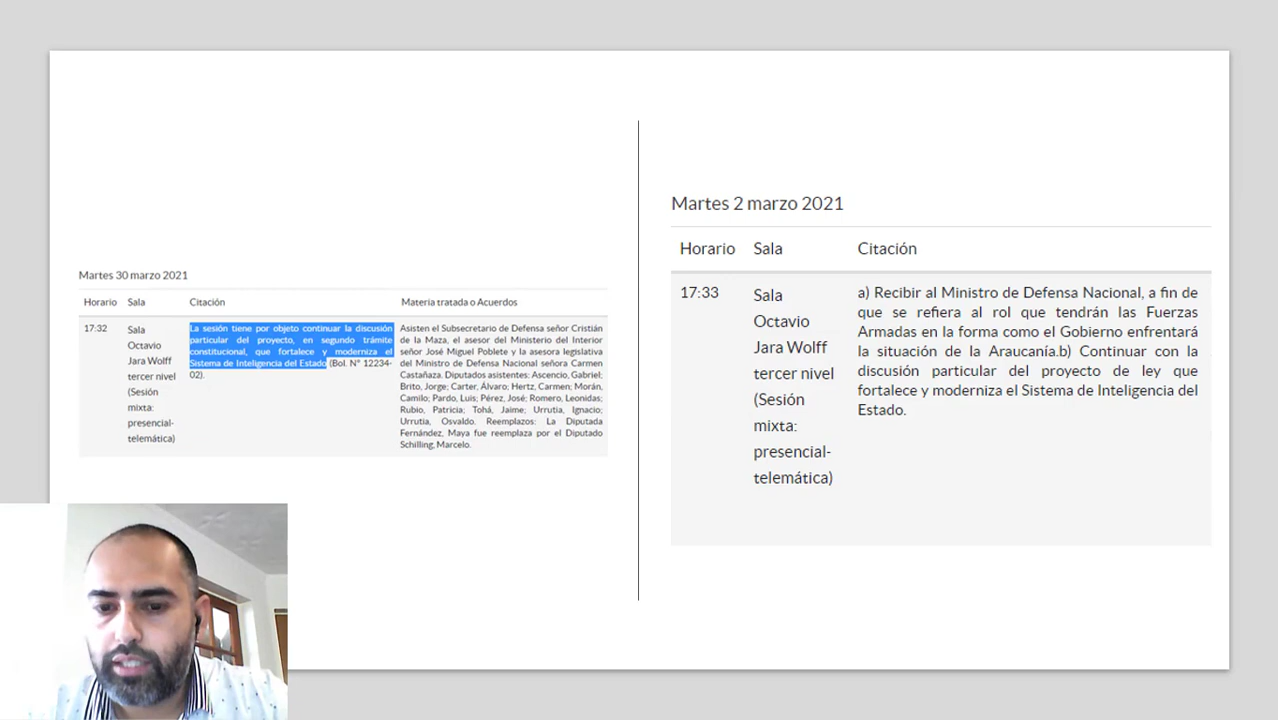 Martes 30 marzo 2021
Horario Sala Citación Materia tratada o Acuerdos
17:32
Sala
Octavio
Jara Wolff
tercer nivel
(Sesión
mixta:
presencial-
telemática)
La sesión tiene por objeto continuar la discusión
particular del proyecto, en segundo trámite
constitucional, que fortalece y moderniza el
Sistema de Inteligencia del Estado (Bol. N° 12234-
02).
Asisten el Subsecretario de Defensa señor Cristián
de la Maza, el asesor del Ministerio del Interior
señor José Miguel Poblete y la asesora legislativa
del Ministro de Defensa Nacional señora Carmen
Castañaza. Diputados asistentes: Ascencio, Gabriel;
Brito, Jorge; Carter, Álvaro; Hertz, Carmen; Morán,
Camilo; Pardo, Luis; Pérez, José; Romero, Leonidas;
Rubio, Patricia; Tohá, Jaime; Urrutia, Ignacio;
Urrutia, Osvaldo. Reemplazos: La Diputada
Fernández, Maya fue reemplaza por el Diputado
Schilling, Marcelo.
Martes 2 marzo 2021
Horario Sala Citación
17:33
Sala
Octavio
Jara Wolff
tercer nivel
(Sesión
mixta:
presencial-
telemática)
a) Recibir al Ministro de Defensa Nacional, a fin de
que se refiera al rol que tendrán las Fuerzas
Armadas en la forma como el Gobierno enfrentará
la situación de la Araucanía.b) Continuar con la
discusión particular del proyecto de ley que
fortalece y moderniza el Sistema de Inteligencia del
Estado.